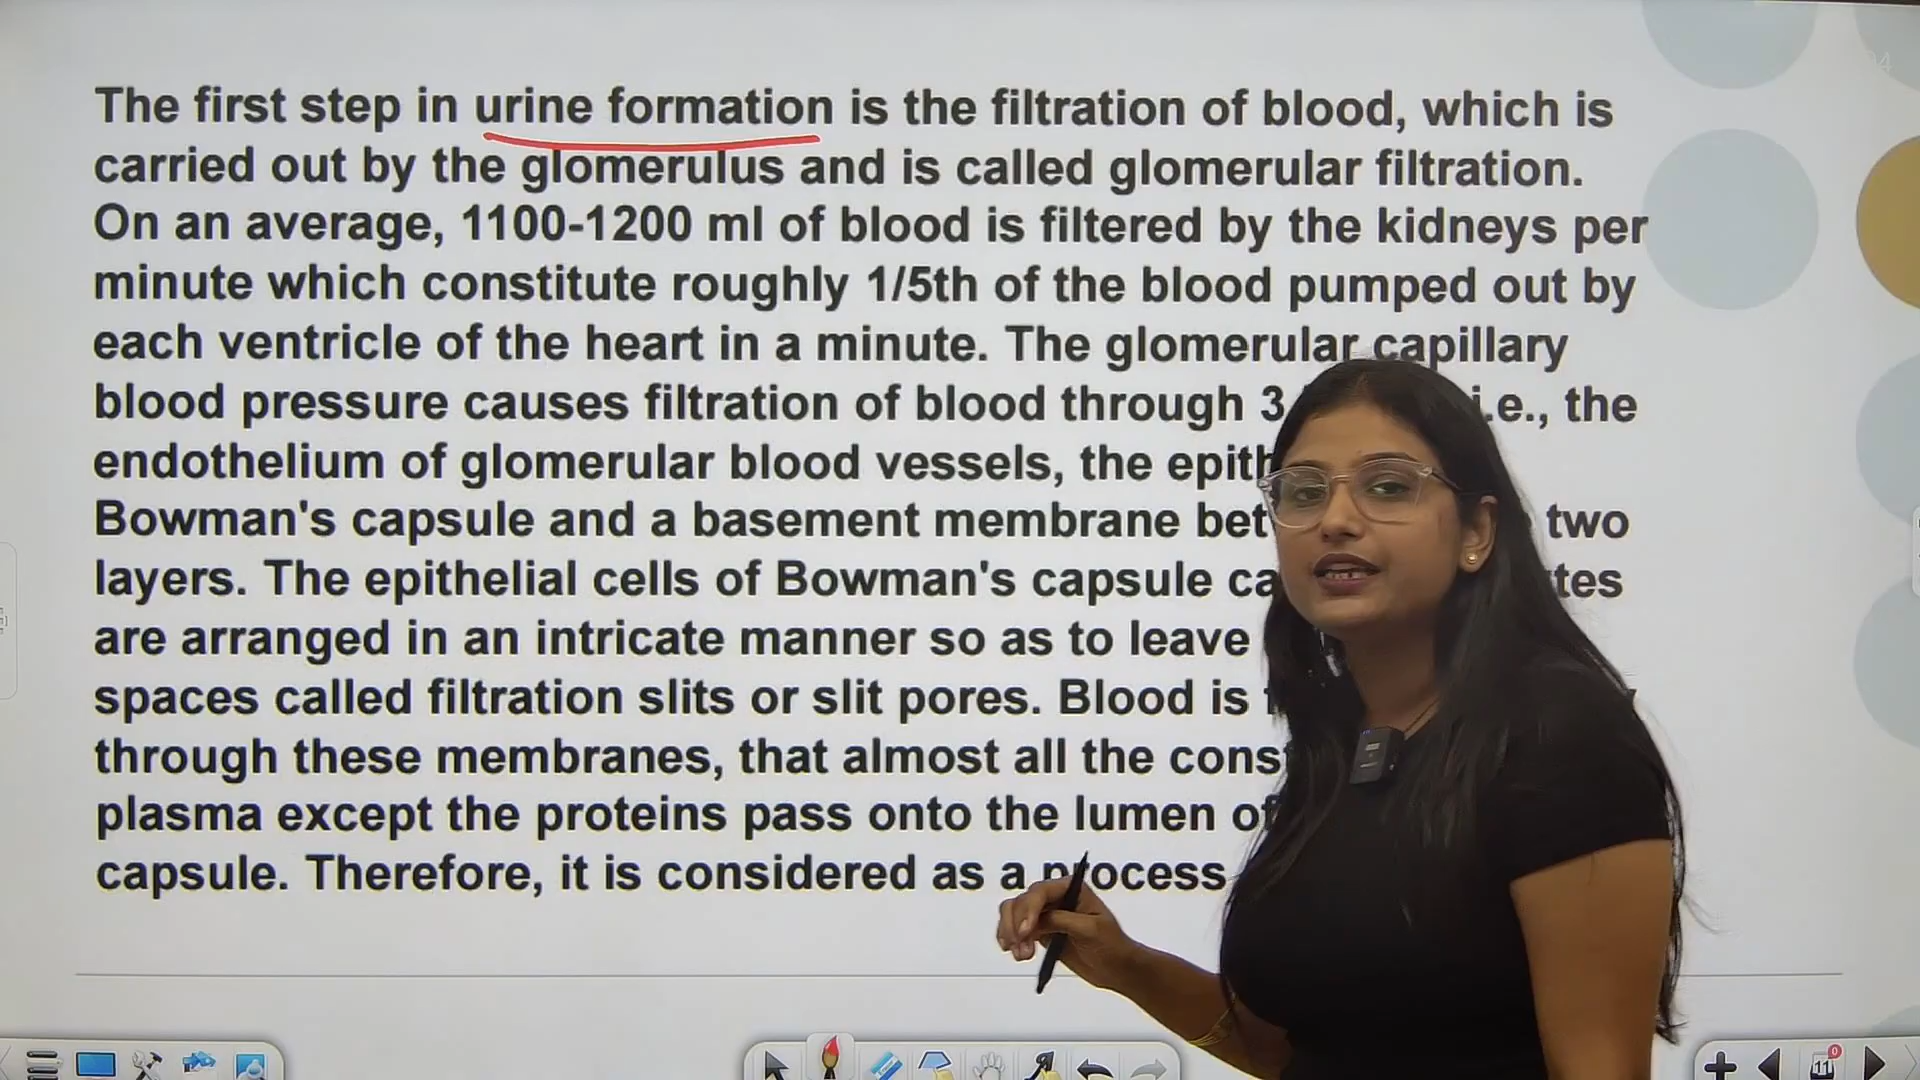 The first step in urine formation is the filtration of blood, which is
carried out by the glomerulus and is called glomerular filtration.
On an average, 1100-1200 ml of blood is filtered by the kidneys per
minute which constitute roughly 1/5th of the blood pumped out by
each ventricle of the heart in a minute. The glomerular capillary
blood pressure causes filtration of blood through 3 i.e., the
endothelium of glomerular blood vessels, the
Bowman's capsule and a basement membrane two
layers. The epithelial cells of Bowman's capsule
are arranged in an intricate manner so as to leave
spaces called filtration slits or slit pores. Blood is
through these membranes, that almost all the
plasma except the proteins pass onto the lumen of
capsule. Therefore, it is considered as a process
11
0